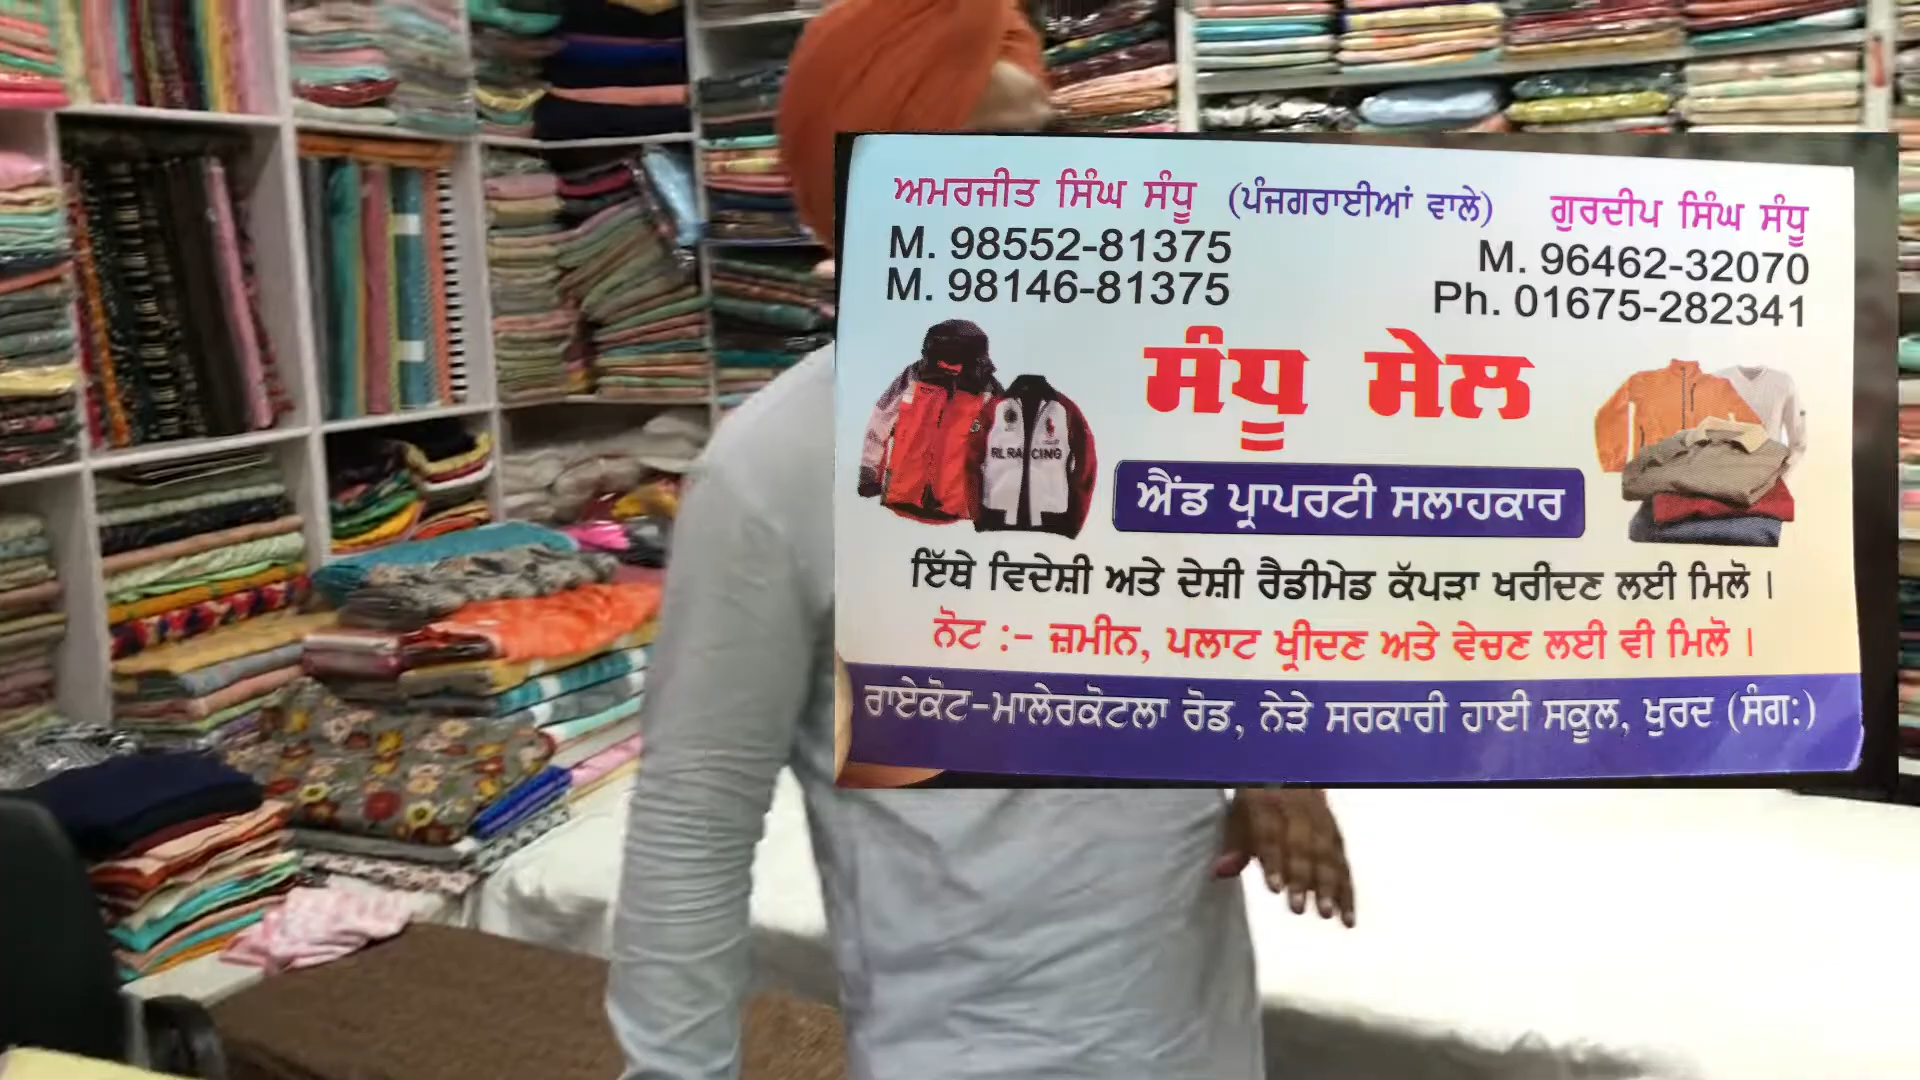 ਅਮਰਜੀਤ ਸਿੰਘ ਸੰਧੂ (ਪੰਜਗਰਾਈਆਂ ਵਾਲੇ) ਗੁਰਦੀਪ ਸਿੰਘ ਸੰਧੂ
M. 98552-81375 M. 96462-32070
M. 98146-81375 Ph. 01675-282341
ਸੰਧੂ ਸੇਲ
RL RACING
ਐਂਡ ਪ੍ਰਾਪਰਟੀ ਸਲਾਹਕਾਰ
ਇੱਥੇ ਵਿਦੇਸ਼ੀ ਅਤੇ ਦੇਸ਼ੀ ਰੈਡੀਮੇਡ ਕੱਪੜਾ ਖਰੀਦਣ ਲਈ ਮਿਲੋ ।
ਨੋਟ :- ਜ਼ਮੀਨ, ਪਲਾਟ ਖ੍ਰੀਦਣ ਅਤੇ ਵੇਚਣ ਲਈ ਵੀ ਮਿਲੋ ।
ਰਾਏਕੋਟ-ਮਾਲੇਰਕੋਟਲਾ ਰੋਡ, ਨੇੜੇ ਸਰਕਾਰੀ ਹਾਈ ਸਕੂਲ, ਖੁਰਦ (ਸੰਗ:)